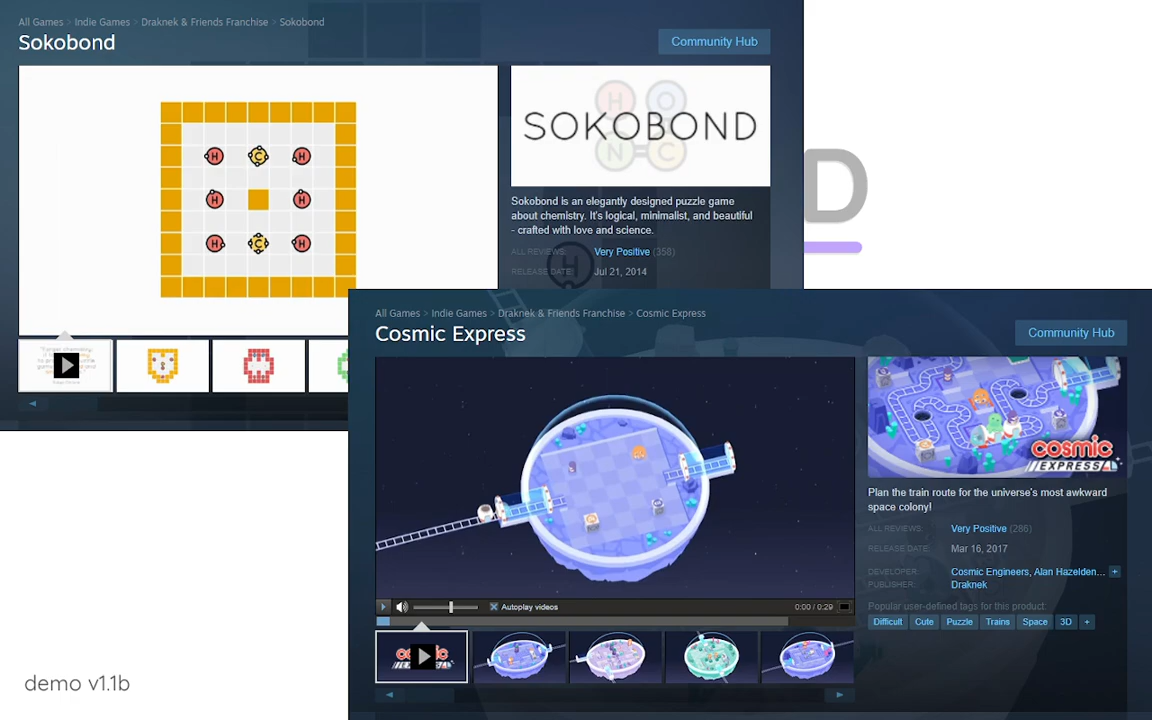 All Games > Indie Games > Draknek & Friends Franchise > Sokobond
Sokobond
Community Hub
H C H
H H
H C H
H O
SOKOBOND
N C
Sokobond is an elegantly designed puzzle game
about chemistry. It's logical, minimalist, and beautiful
- crafted with love and science.
ALL REVIEWS: Very Positive (358)
RELEASE DATE: Jul 21, 2014
H
D
All Games > Indie Games > Draknek & Friends Franchise > Cosmic Express
Cosmic Express
Community Hub
cosmic
EXPRESS
Plan the train route for the universe's most awkward
space colony!
ALL REVIEWS: Very Positive (286)
RELEASE DATE: Mar 16, 2017
DEVELOPER: Cosmic Engineers, Alan Hazelden... +
PUBLISHER: Draknek
Popular user-defined tags for this product:
Difficult Cute Puzzle Trains Space 3D +
Autoplay videos 0:00 / 0:29
demo v1.1b